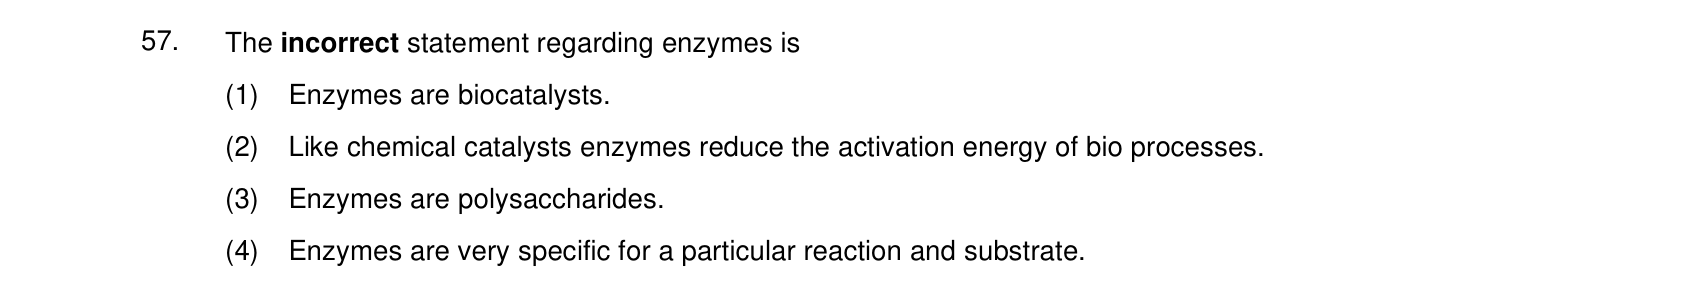 57. The incorrect statement regarding enzymes is
(1) Enzymes are biocatalysts.
(2) Like chemical catalysts enzymes reduce the activation energy of bio processes.
(3) Enzymes are polysaccharides.
(4) Enzymes are very specific for a particular reaction and substrate.